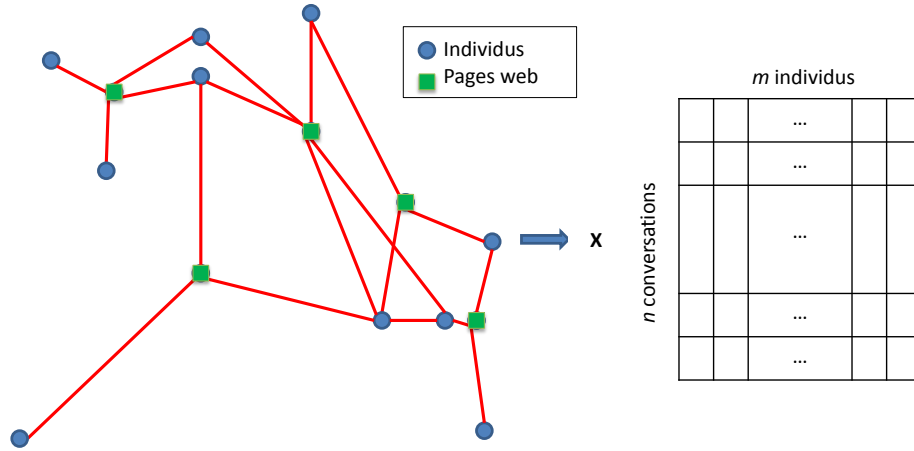 Individus
Pages web
m individus
X
n conversations
...
...
...
...
...